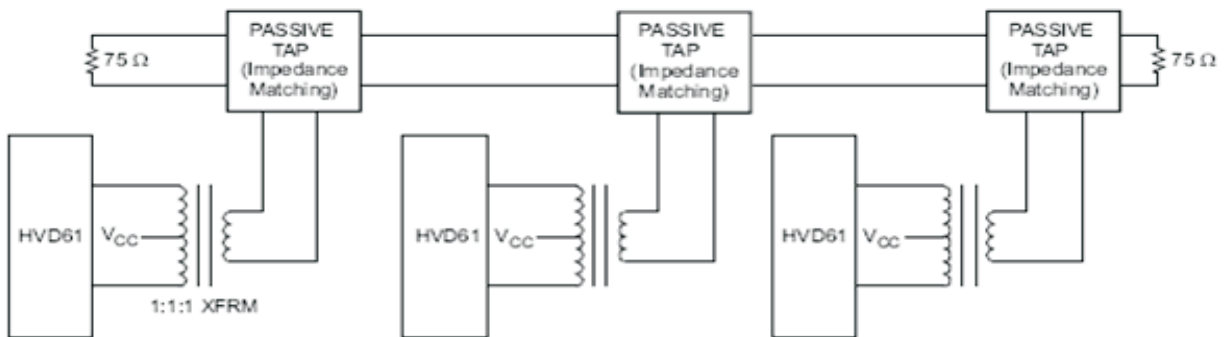 PASSIVE
TAP
(Impedance
Matching)
PASSIVE
TAP
(Impedance
Matching)
PASSIVE
TAP
(Impedance
Matching)
75 Ω
75 Ω
HVD61
VCC
1:1:1 XFRM
HVD61
VCC
HVD61
VCC